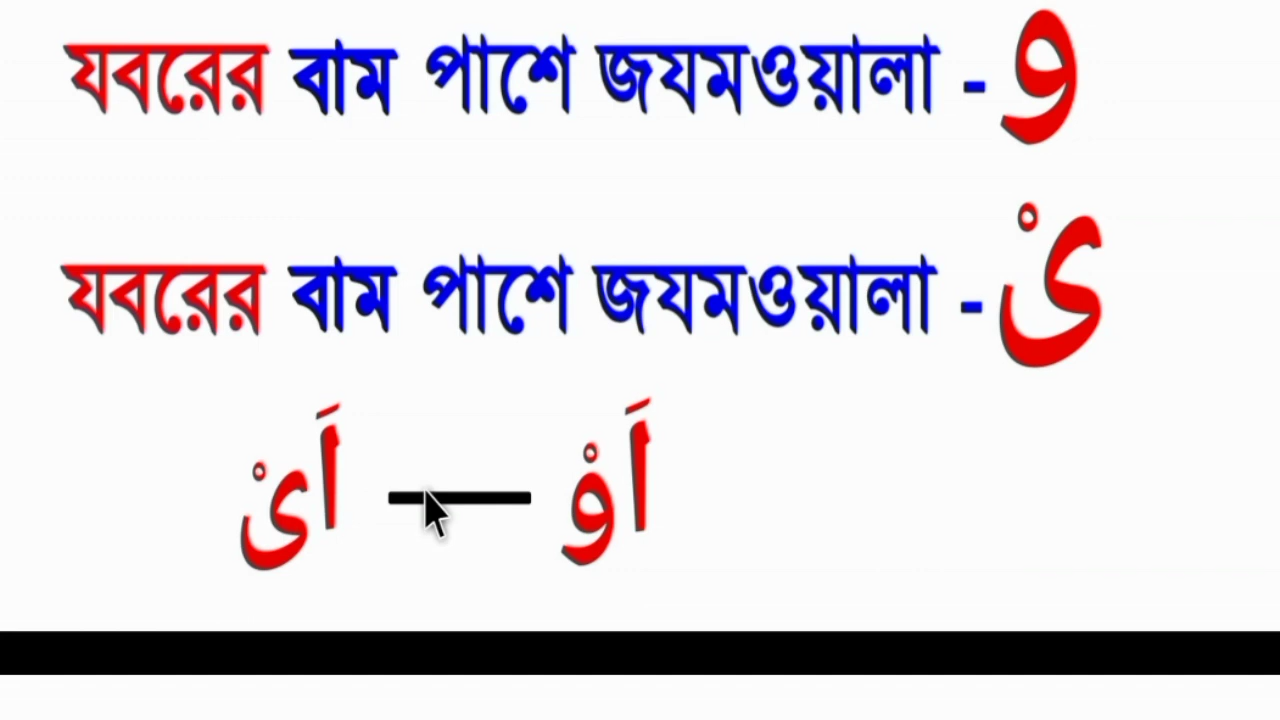 যবরের বাম পাশে জযমওয়ালা - و
যবরের বাম পাশে জযমওয়ালা - یْ
اَوْ — اَیْ